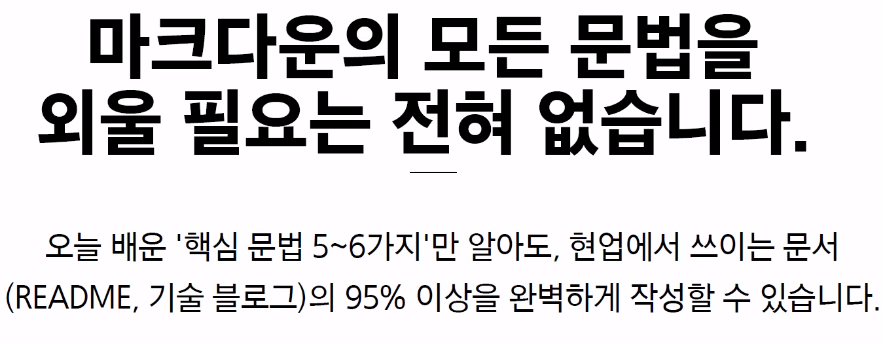 마크다운의 모든 문법을
외울 필요는 전혀 없습니다.
오늘 배운 '핵심 문법 5~6가지'만 알아도, 현업에서 쓰이는 문서
(README, 기술 블로그)의 95% 이상을 완벽하게 작성할 수 있습니다.